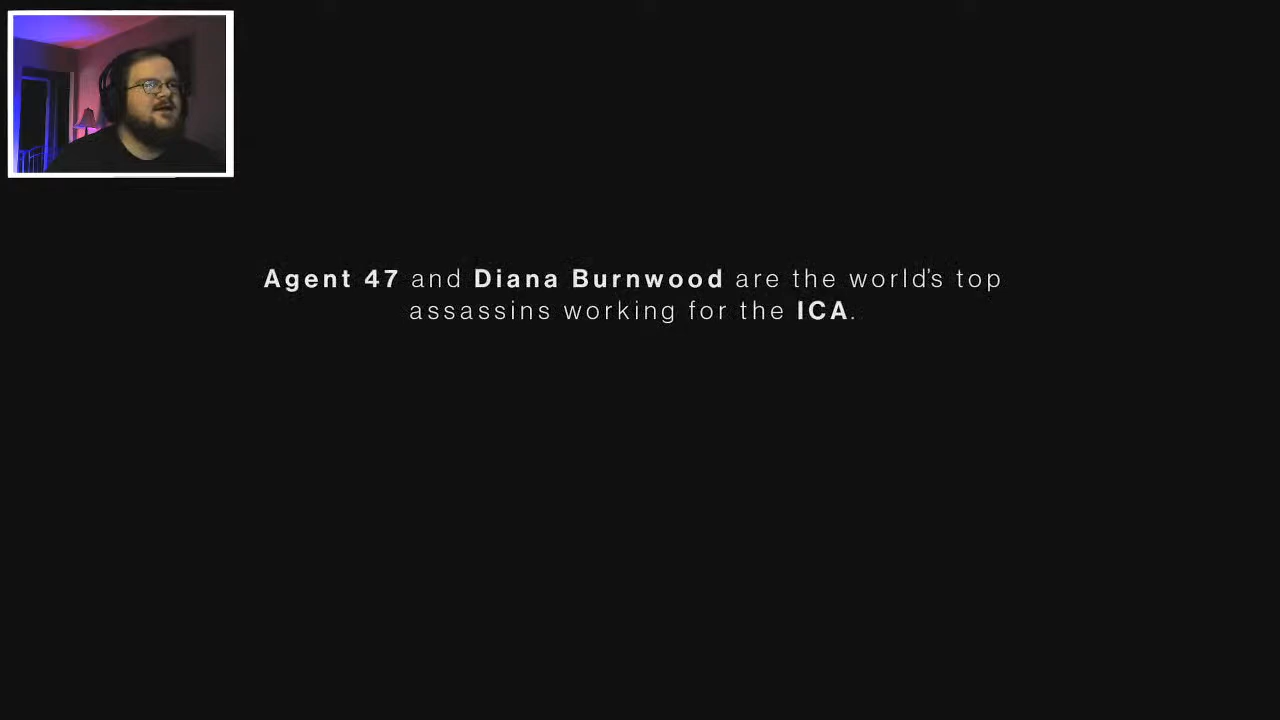 Agent 47 and Diana Burnwood are the world's top
assassins working for the ICA.